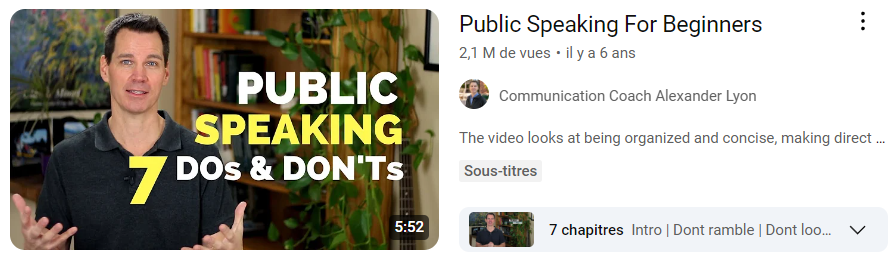 PUBLIC
SPEAKING
7 DOs & DON'Ts
5:52
Public Speaking For Beginners
2,1 M de vues • il y a 6 ans
Communication Coach Alexander Lyon
The video looks at being organized and concise, making direct ...
Sous-titres
7 chapitres Intro | Dont ramble | Dont loo...